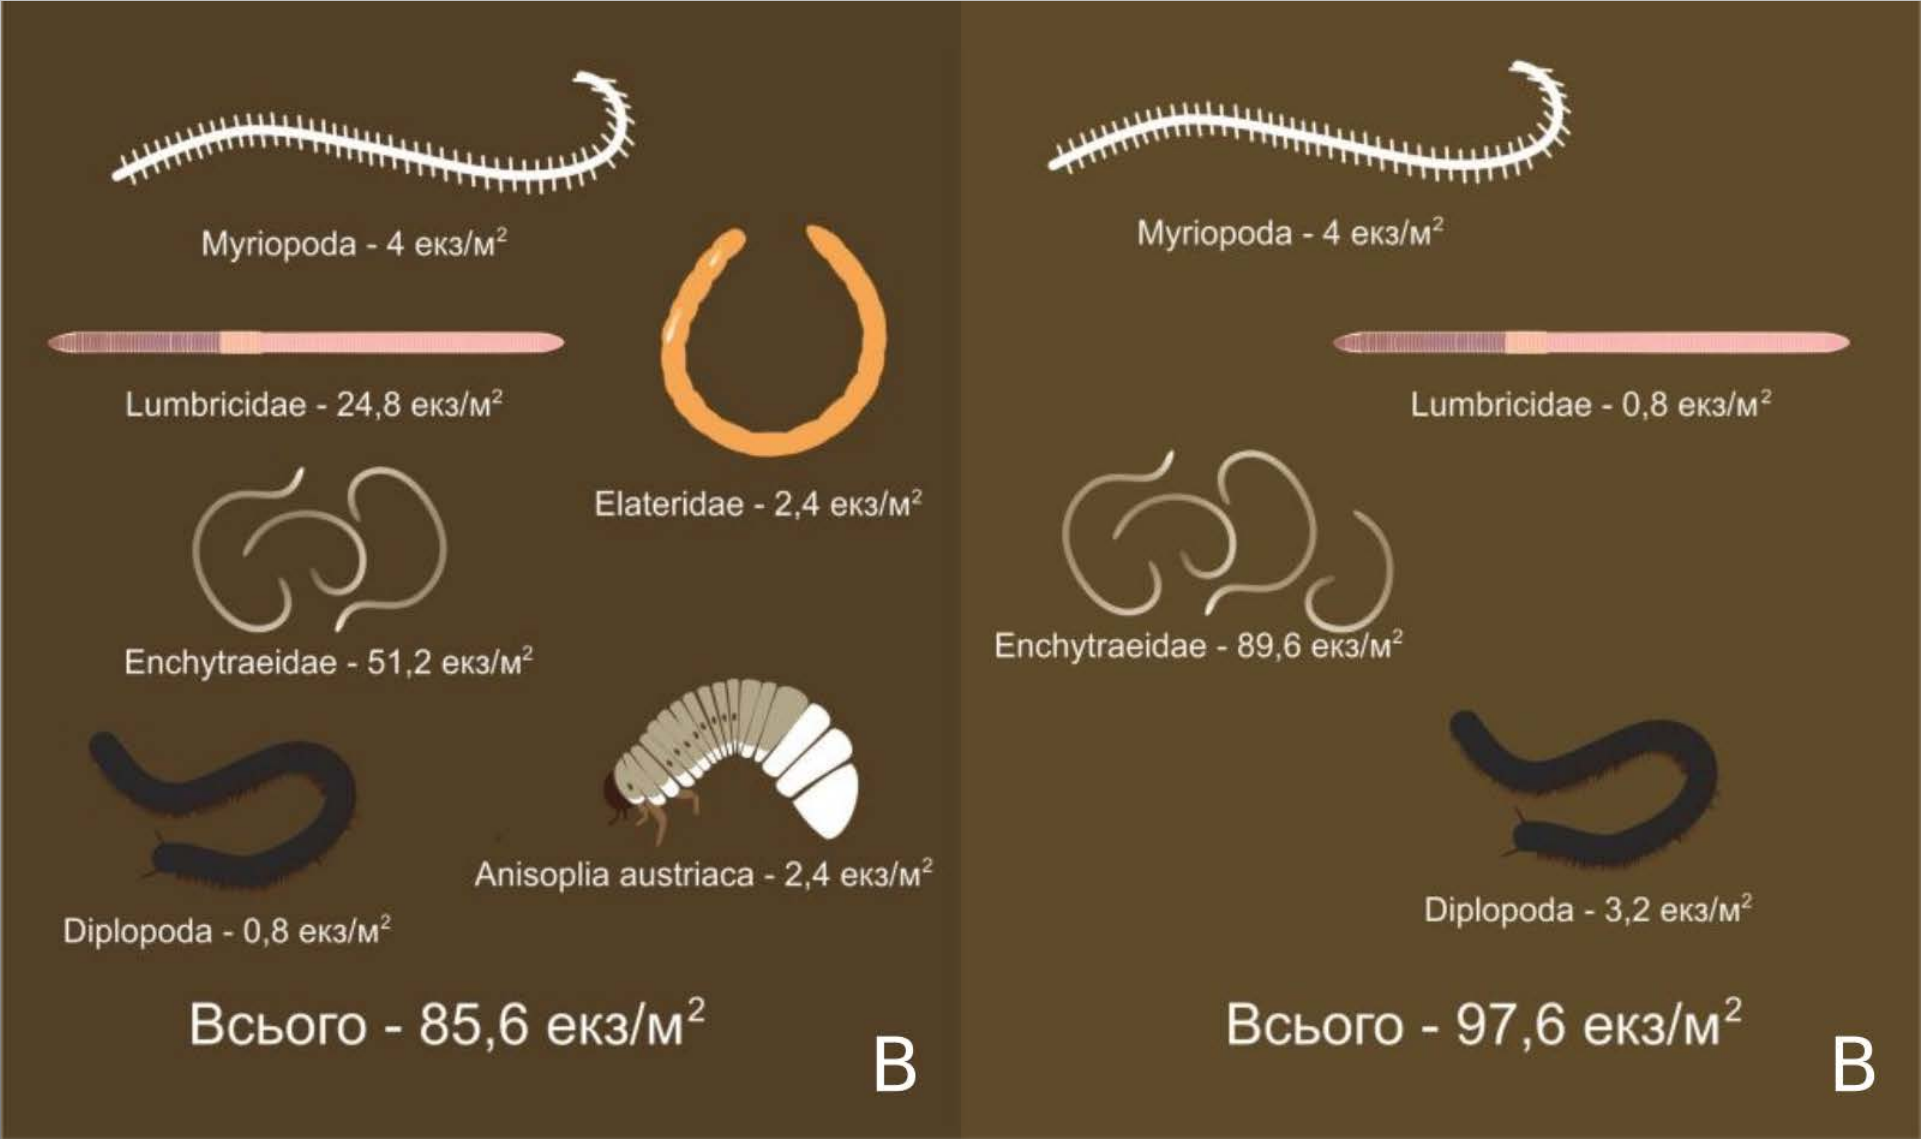 Myriopoda - 4 екз/м²
Lumbricidae - 24,8 екз/м²
Elateridae - 2,4 екз/м²
Enchytraeidae - 51,2 екз/м²
Anisoplia austriaca - 2,4 екз/м²
Diplopoda - 0,8 екз/м²
Всього - 85,6 екз/м²
В
Myriopoda - 4 екз/м²
Lumbricidae - 0,8 екз/м²
Enchytraeidae - 89,6 екз/м²
Diplopoda - 3,2 екз/м²
Всього - 97,6 екз/м²
В